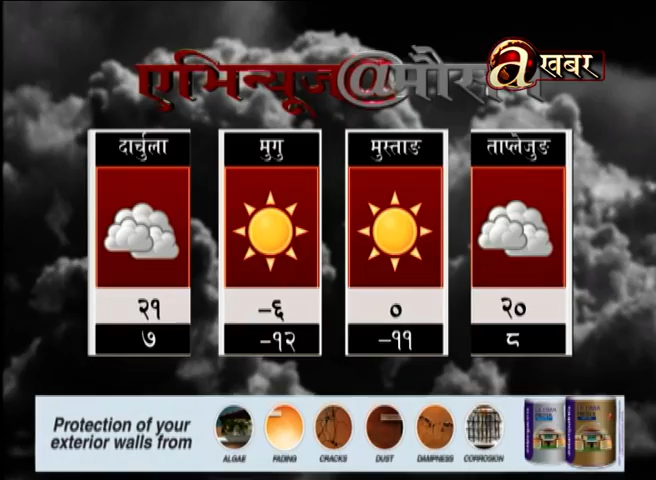 एभिन्यूज@मौसम
a खबर
दार्चुला
मुगु
मुस्ताङ
ताप्लेजुङ
२१
-६
०
२०
७
-१२
-११
८
Protection of your
exterior walls from
ALGAE
FADING
CRACKS
DUST
DAMPNESS
CORROSION